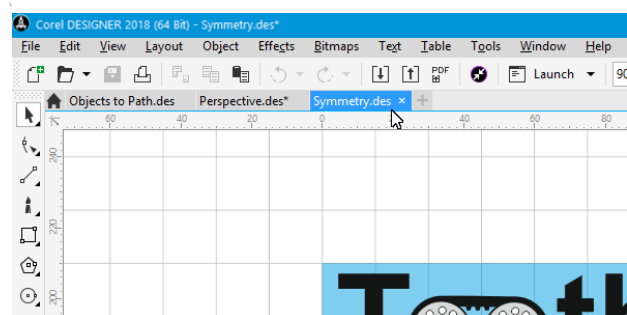 Corel DESIGNER 2018 (64 Bit) - Symmetry.des*
File Edit View Layout Object Effects Bitmaps Text Table Tools Window Help
PDF Launch 90
Objects to Path.des Perspective.des* Symmetry.des
60 40 20 0 40 60 80
240
220
200